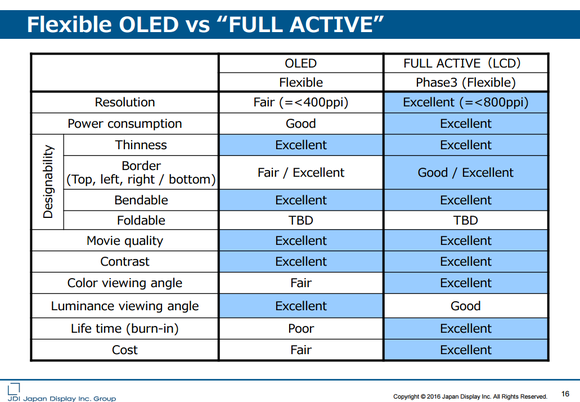 Flexible OLED vs “FULL ACTIVE”
OLED FULL ACTIVE (LCD)
Flexible Phase3 (Flexible)
Resolution Fair (=<400ppi) Excellent (=<800ppi)
Power consumption Good Excellent
Designability
Thinness Excellent Excellent
Border
(Top, left, right / bottom) Fair / Excellent Good / Excellent
Bendable Excellent Excellent
Foldable TBD TBD
Movie quality Excellent Excellent
Contrast Excellent Excellent
Color viewing angle Fair Excellent
Luminance viewing angle Excellent Good
Life time (burn-in) Poor Excellent
Cost Fair Excellent
JDI Japan Display Inc. Group
Copyright © 2016 Japan Display Inc. All Rights Reserved.
16